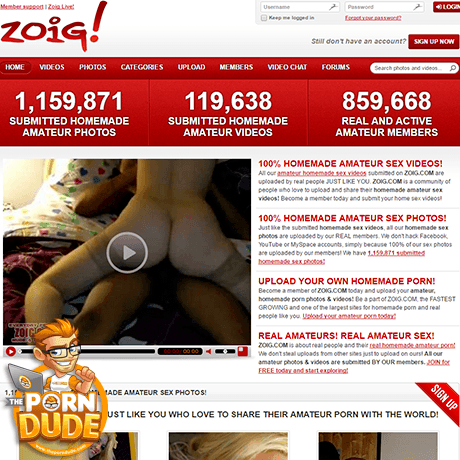 Member support | Zoig Live!
zoig!
Username
Password
LOGIN
Keep me logged in
Forgot your password?
Still don't have an account?
SIGN UP NOW
HOME
VIDEOS
PHOTOS
CATEGORIES
UPLOAD
MEMBERS
VIDEO CHAT
FORUMS
Search photos and videos...
1,159,871
SUBMITTED HOMEMADE
AMATEUR PHOTOS
119,638
SUBMITTED HOMEMADE
AMATEUR VIDEOS
859,668
REAL AND ACTIVE
AMATEUR MEMBERS
100% HOMEMADE AMATEUR SEX VIDEOS!
All our amateur homemade sex videos submitted on ZOIG.COM are
uploaded by real people JUST LIKE YOU. ZOIG.COM is a community of
people who love to upload and share their homemade amateur sex
videos! Become a member today and submit your home sex videos!
100% HOMEMADE AMATEUR SEX PHOTOS!
Just like the submitted homemade sex videos, all our homemade sex
photos are uploaded by our REAL members. We don't hack Facebook,
YouTube or MySpace accounts, simply because 100% of our sex photos
are uploaded by our members! We have 1,159,871 submitted
homemade sex photos!
UPLOAD YOUR OWN HOMEMADE PORN!
Become a member of ZOIG.COM today and upload your amateur,
homemade porn photos & videos! Be a part of ZOIG.COM, the FASTEST
GROWING and one of the largest sites for homemade porn and real
people like you. Upload your amateur porn today!
REAL AMATEURS! REAL AMATEUR SEX!
ZOIG.COM is about real people and their real homemade amateur porn!
We don't steal videos from other sites just to upload on ours! All our
amateur photos & videos are submitted BY OUR members. JOIN for
FREE today and start exploring!
ZOIG
00:00
00:00
1,1
EMADE AMATEUR SEX PHOTOS!
SIGN UP
JUST LIKE YOU WHO LOVE TO SHARE THEIR AMATEUR PORN WITH THE WORLD!
THE
PORN
DUDE
www.theporndude.com